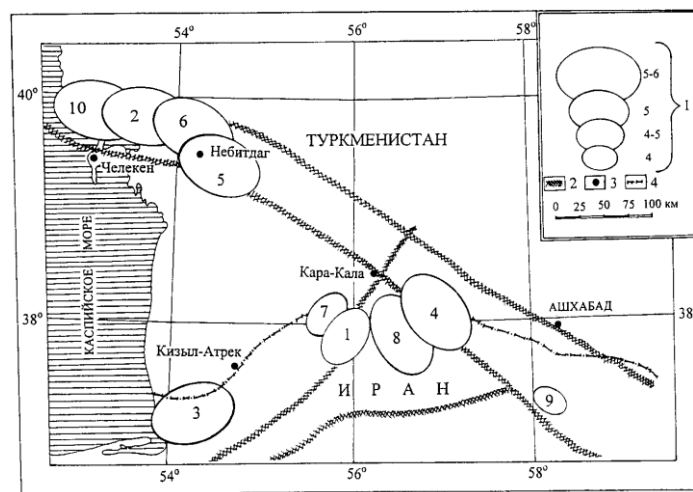 54° 56° 58°
40°
10 2 6
5
ТУРКМЕНИСТАН
Небитдаг
Челекен
КАСПИЙСКОЕ МОРЕ
Кара-Кала
38°
7 1 8 4
АШХАБАД
38
Кизыл-Атрек
3
ИРАН
9
54° 56° 58°
5-6
5
4-5
4
1
2 3 4
0 25 50 75 100 км